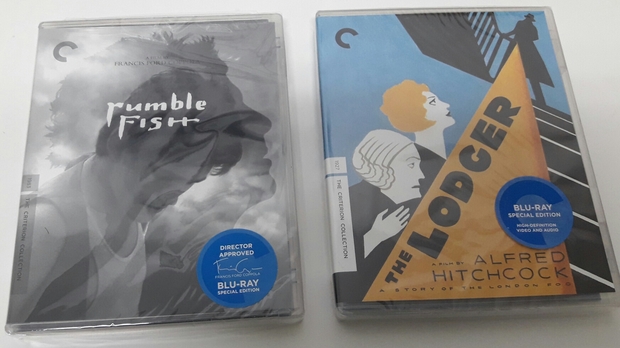 rumble
FISH
THE CRITERION COLLECTION
DIRECTOR
APPROVED
FRANCIS FORD COPPOLA
BLU-RAY
SPECIAL EDITION
THE LODGER
THE CRITERION COLLECTION
BLU-RAY
SPECIAL EDITION
HIGH-DEFINITION
VIDEO AND AUDIO
A FILM BY ALFRED
HITCHCOCK
A STORY OF THE LONDON FOG